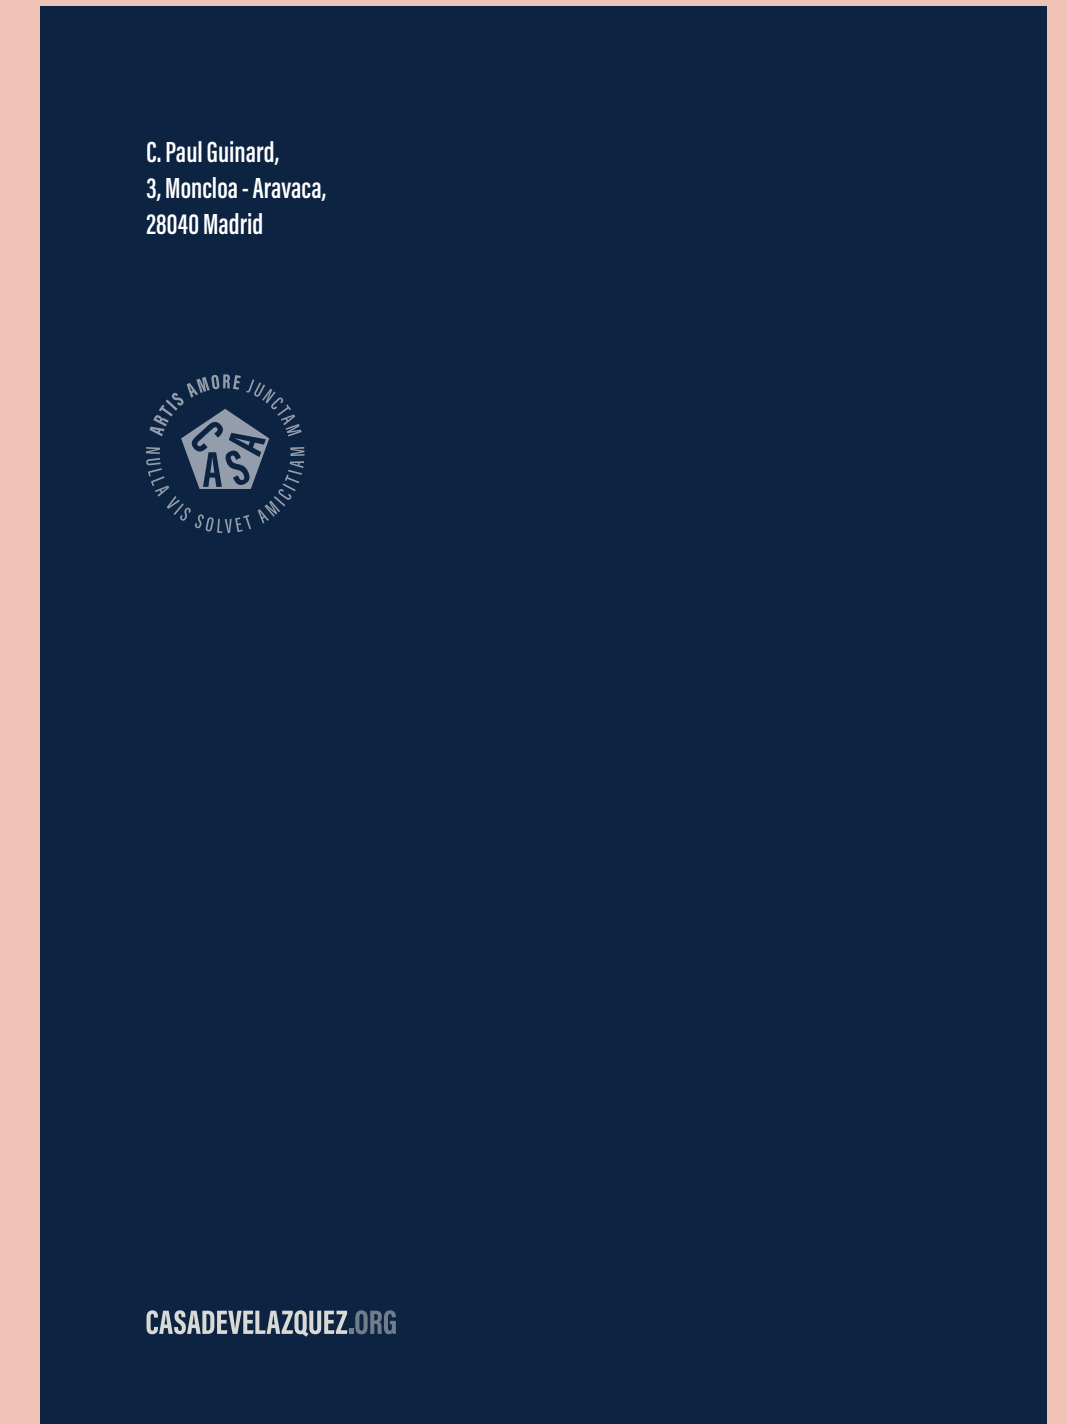 C. Paul Guinard,
3, Moncloa - Aravaca,
28040 Madrid
ARTIS AMORE JUNCTAM AMICITIAM NULLA VIS SOLVET
CASA
CASADEVELAZQUEZ.ORG